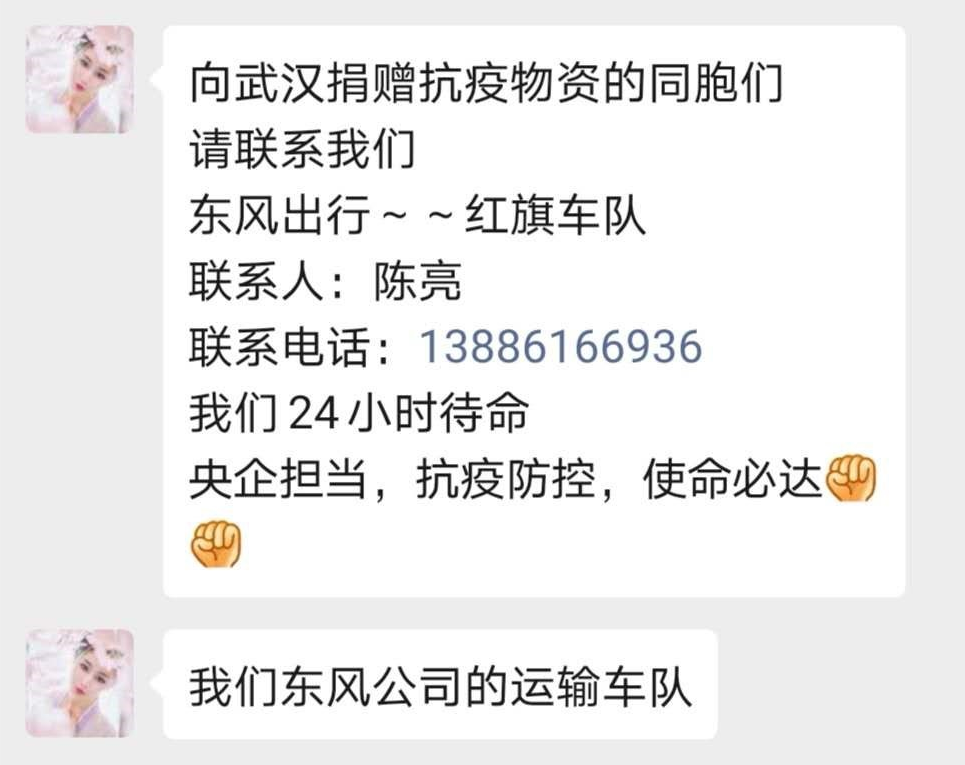 向武汉捐赠抗疫物资的同胞们
请联系我们
东风出行~ ~红旗车队
联系人：陈亮
联系电话：13886166936
我们24小时待命
央企担当，抗疫防控，使命必达✊
✊
我们东风公司的运输车队